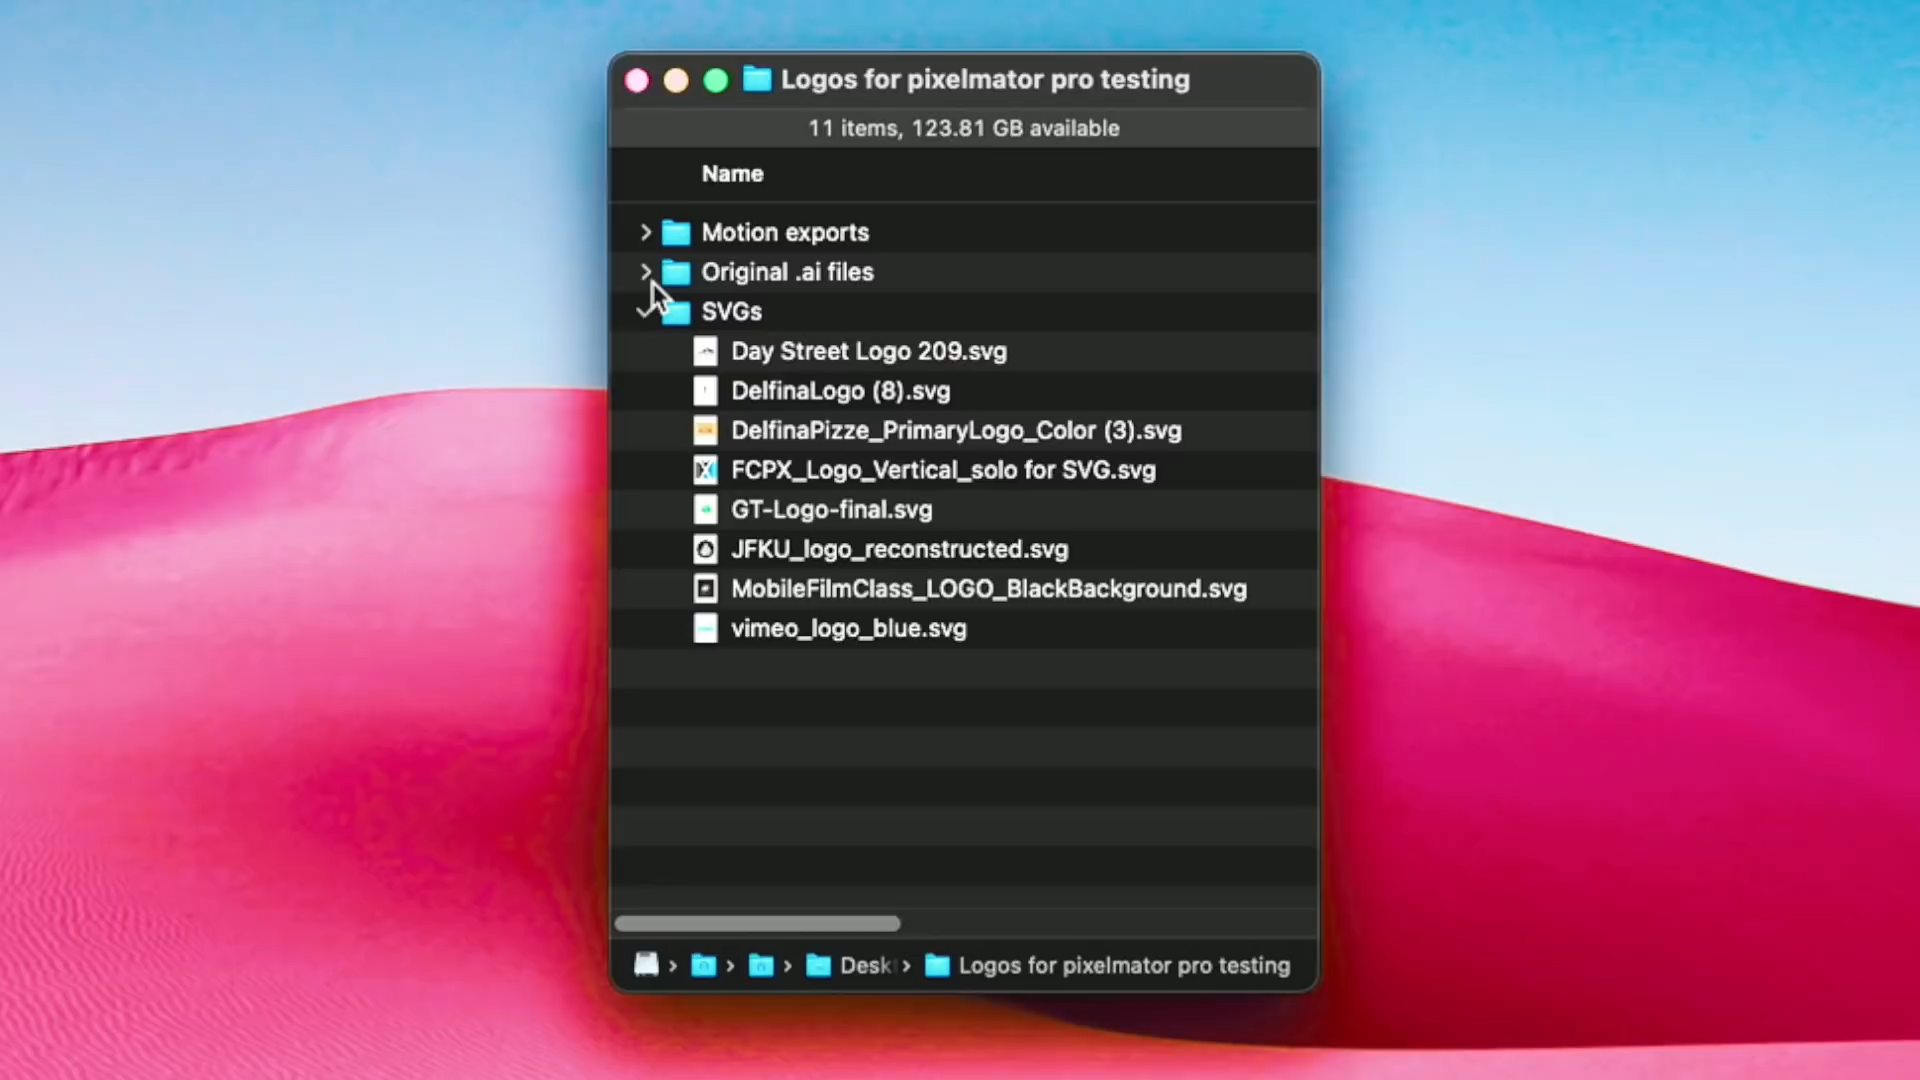 Logos for pixelmator pro testing
11 items, 123.81 GB available
Name
Motion exports
Original .ai files
SVGs
Day Street Logo 209.svg
DelfinaLogo (8).svg
DelfinaPizze_PrimaryLogo_Color (3).svg
FCPX_Logo_Vertical_solo for SVG.svg
GT-Logo-final.svg
JFKU_logo_reconstructed.svg
MobileFilmClass_LOGO_BlackBackground.svg
vimeo_logo_blue.svg
Desk Logos for pixelmator pro testing